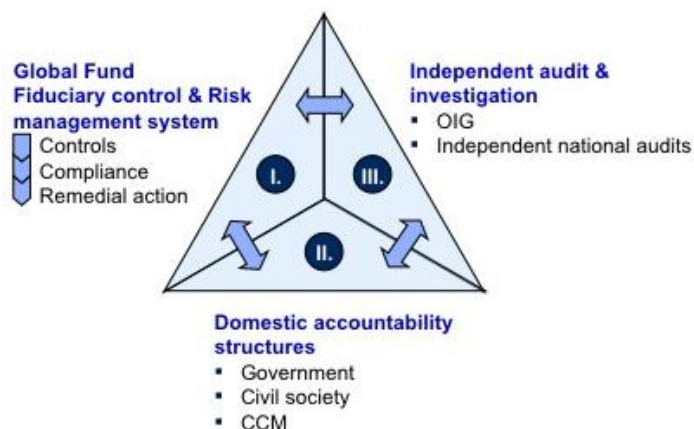 Global Fund
Fiduciary control & Risk
management system
Controls
Compliance
Remedial action
Independent audit &
investigation
▪ OIG
▪ Independent national audits
I.
III.
II.
Domestic accountability
structures
▪ Government
▪ Civil society
▪ CCM